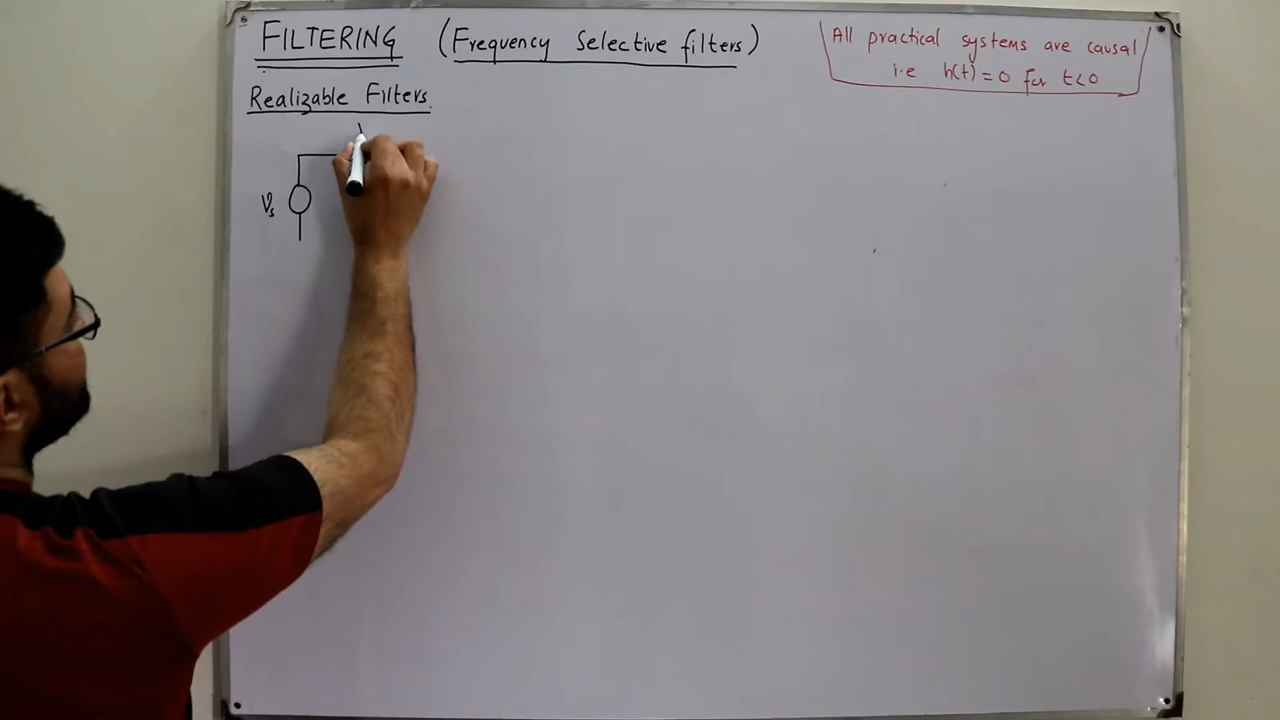 FILTERING (Frequency Selective filters)
All practical systems are causal
i.e h(t) = 0 for t<0
Realizable Filters.
Vs